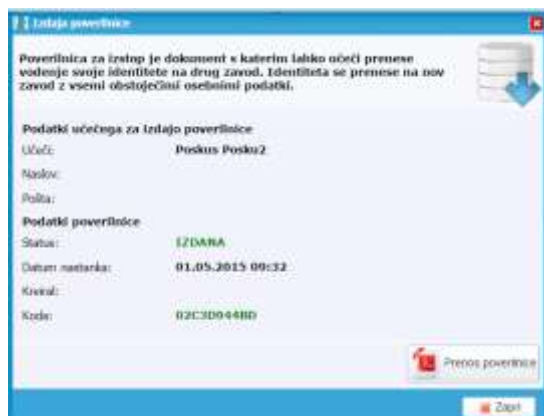 Izdaja poverilnice
Poverilnica za izstop je dokument s katerim lahko učeči prenese
vodenje svoje identitete na drug zavod. Identiteta se prenese na nov
zavod z vsemi obstoječimi osebnimi podatki.
Podatki učečega za izdajo poverilnice
Učeči: Poskus Posku2
Naslov:
Pošta:
Podatki poverilnice
Status: IZDANA
Datum nastanka: 01.05.2015 09:32
Kreiral:
Koda:
Prenos poverilnice
Zapri